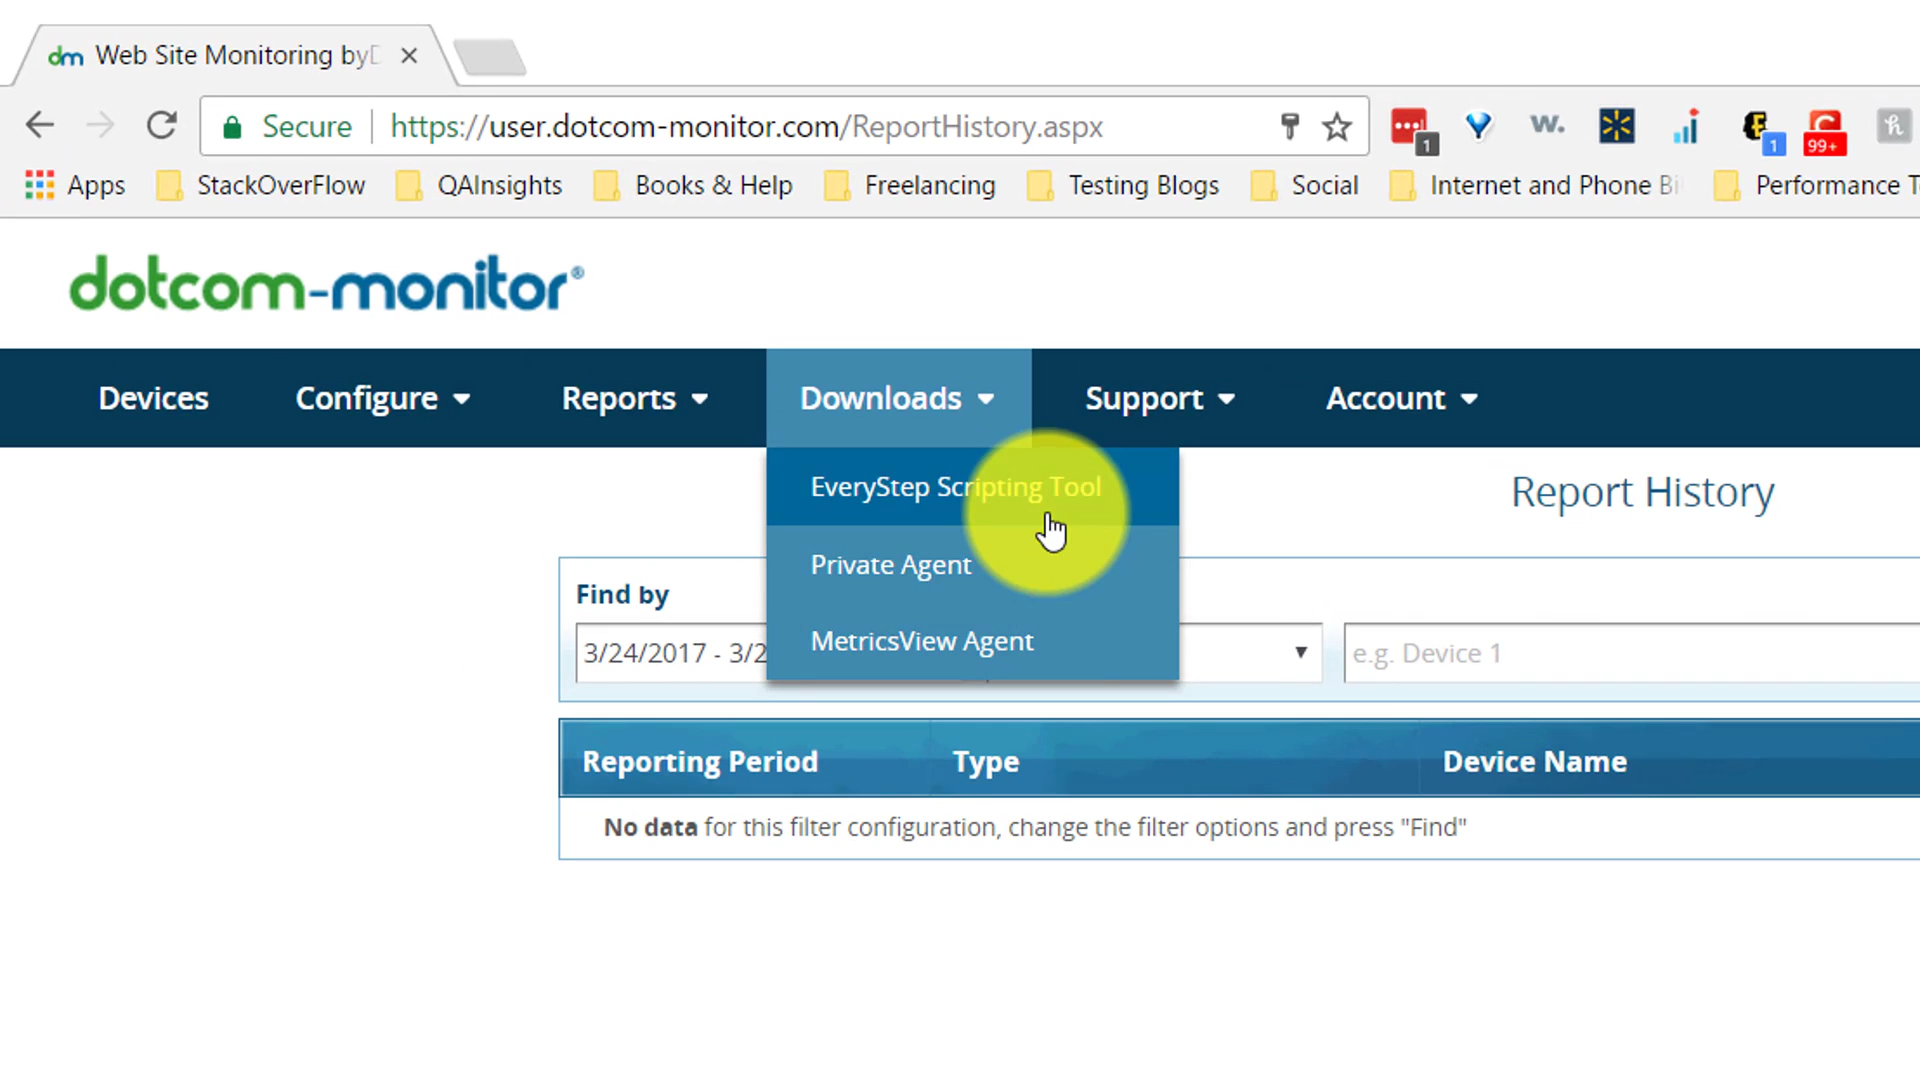 dm Web Site Monitoring byD
Secure https://user.dotcom-monitor.com/ReportHistory.aspx 1 w. 1 99+ h
Apps StackOverFlow QAInsights Books & Help Freelancing Testing Blogs Social Internet and Phone Bi Performance T
dotcom-monitor®
Devices Configure Reports Downloads Support Account
EveryStep Scripting Tool
Report History
Private Agent
Find by
MetricsView Agent
3/24/2017 - 3/2 e.g. Device 1
Reporting Period Type Device Name
No data for this filter configuration, change the filter options and press "Find"